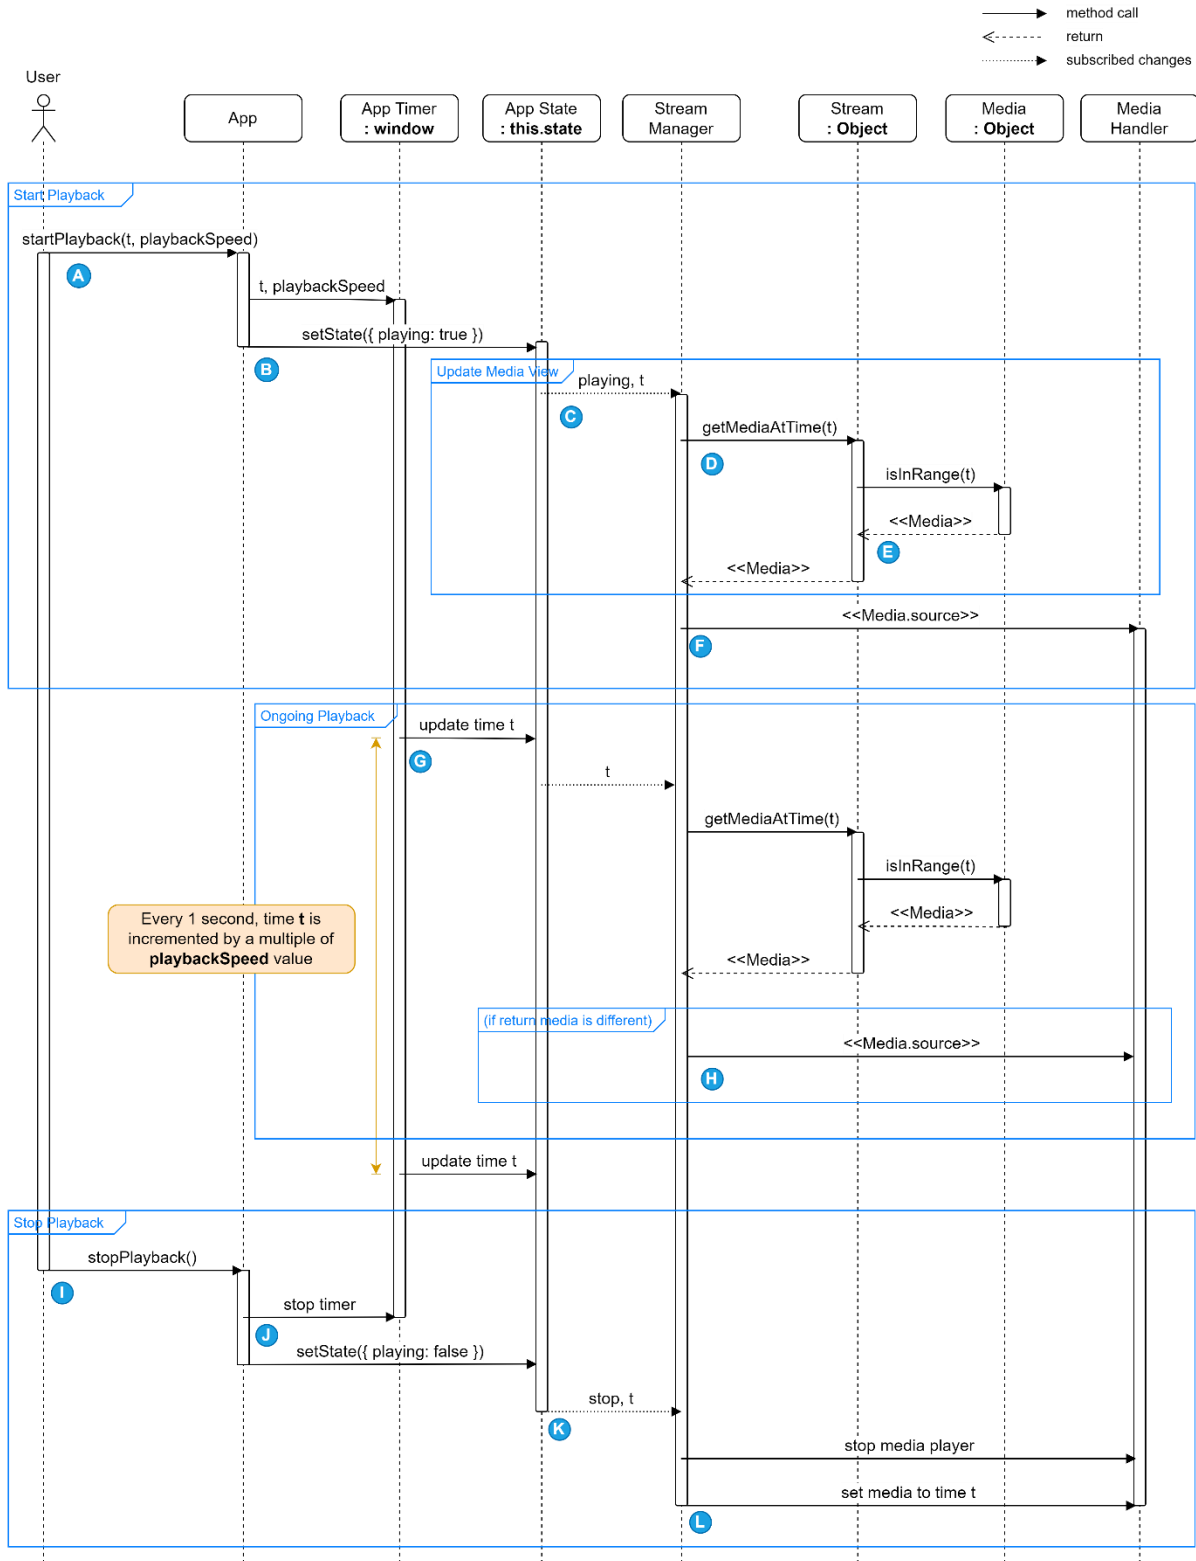 method call
return
subscribed changes
User
App
App Timer
: window
App State
: this.state
Stream
Manager
Stream
: Object
Media
: Object
Media
Handler
Start Playback
startPlayback(t, playbackSpeed)
A
t, playbackSpeed
setState({ playing: true })
B
Update Media View
playing, t
C
getMediaAtTime(t)
D
isInRange(t)
<<Media>>
E
<<Media>>
<<Media.source>>
F
Ongoing Playback
update time t
G
t
getMediaAtTime(t)
isInRange(t)
<<Media>>
Every 1 second, time t is
incremented by a multiple of
playbackSpeed value
<<Media>>
(if return media is different)
<<Media.source>>
H
update time t
Stop Playback
stopPlayback()
I
stop timer
J
setState({ playing: false })
stop, t
K
stop media player
set media to time t
L